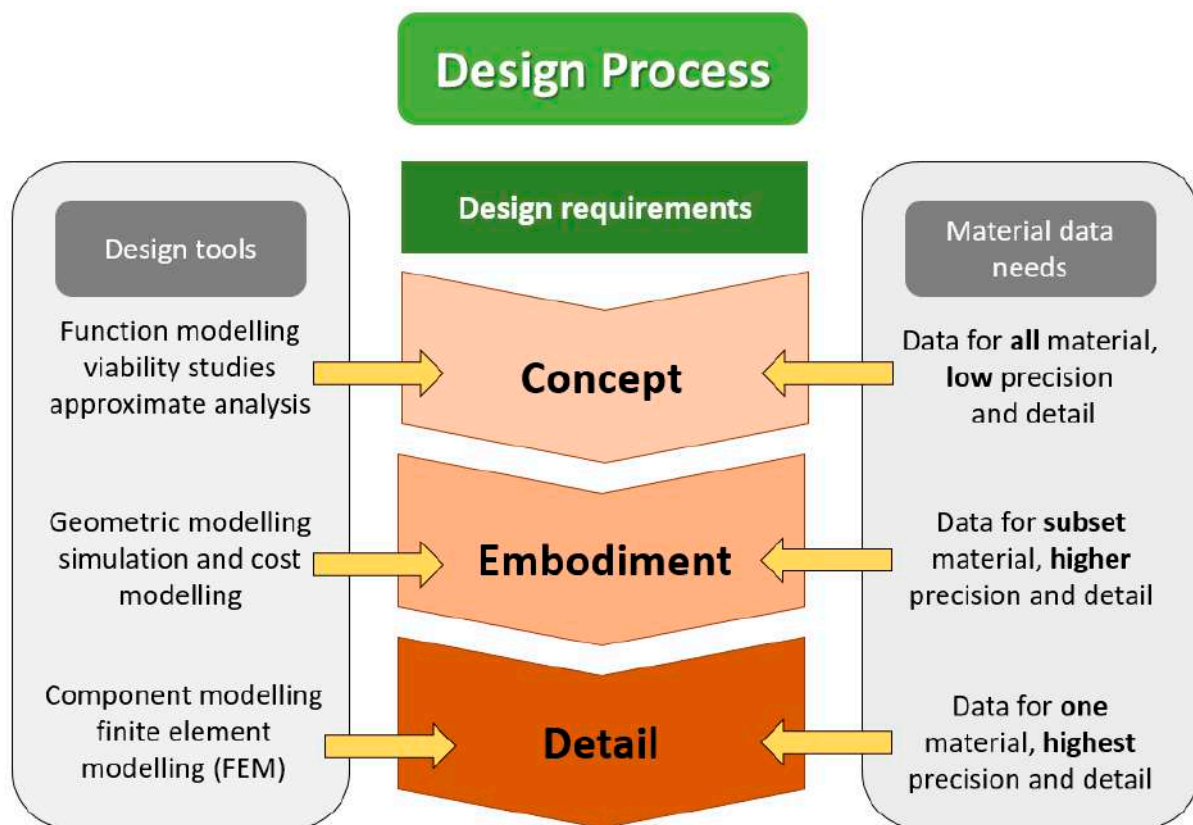 Design Process
Design requirements
Design tools
Material data
needs
Function modelling
viability studies
approximate analysis
Concept
Data for all material,
low precision
and detail
Geometric modelling
simulation and cost
modelling
Embodiment
Data for subset
material, higher
precision and detail
Component modelling
finite element
modelling (FEM)
Detail
Data for one
material, highest
precision and detail